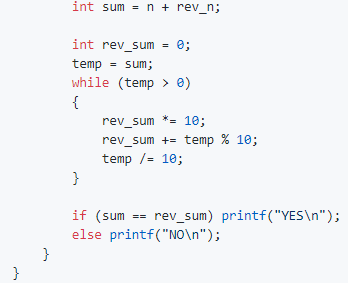 int sum = n + rev_n;
int rev_sum = 0;
temp = sum;
while (temp > 0)
{
rev_sum *= 10;
rev_sum += temp % 10;
temp /= 10;
}
if (sum == rev_sum) printf("YES\n");
else printf("NO\n");
}
}